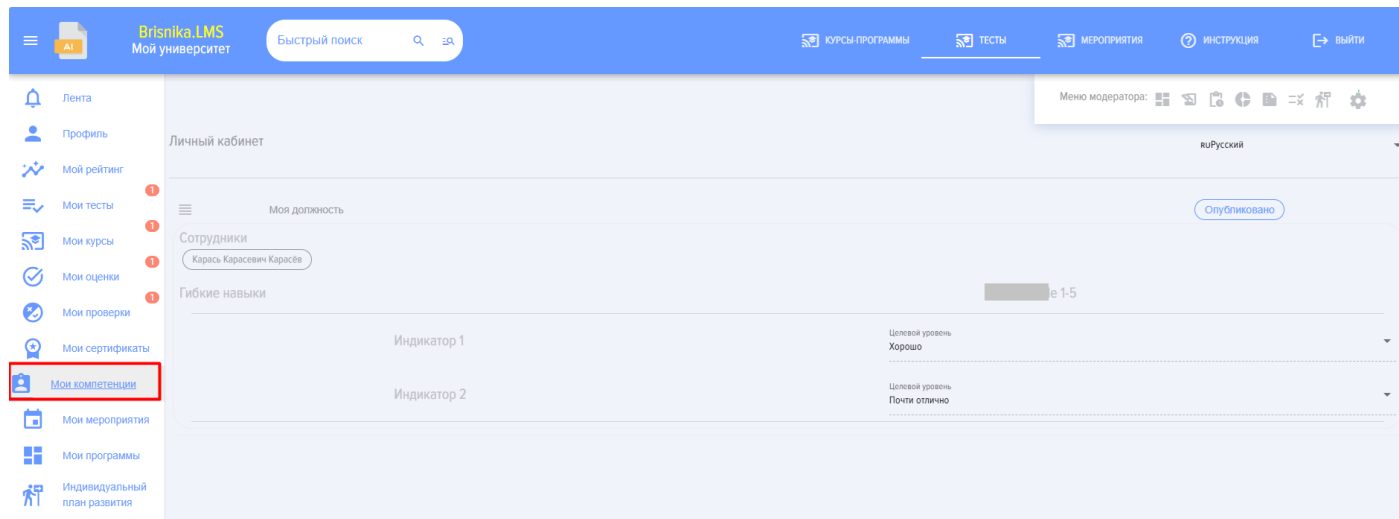 Brisnika.LMS
Мой университет
AI
Быстрый поиск
КУРСЫ-ПРОГРАММЫ
ТЕСТЫ
МЕРОПРИЯТИЯ
? ИНСТРУКЦИЯ
ВЫЙТИ
Меню модератора:
Лента
Профиль
Мой рейтинг
1
Мои тесты
1
Мои курсы
1
Мои оценки
1
Мои проверки
Мои сертификаты
Мои компетенции
Мои мероприятия
Мои программы
Индивидуальный
план развития
Личный кабинет
ruРусский
Моя должность
Опубликовано
Сотрудники
Карась Карасевич Карасёв
Гибкие навыки
1-5
Индикатор 1
Целевой уровень
Хорошо
Индикатор 2
Целевой уровень
Почти отлично